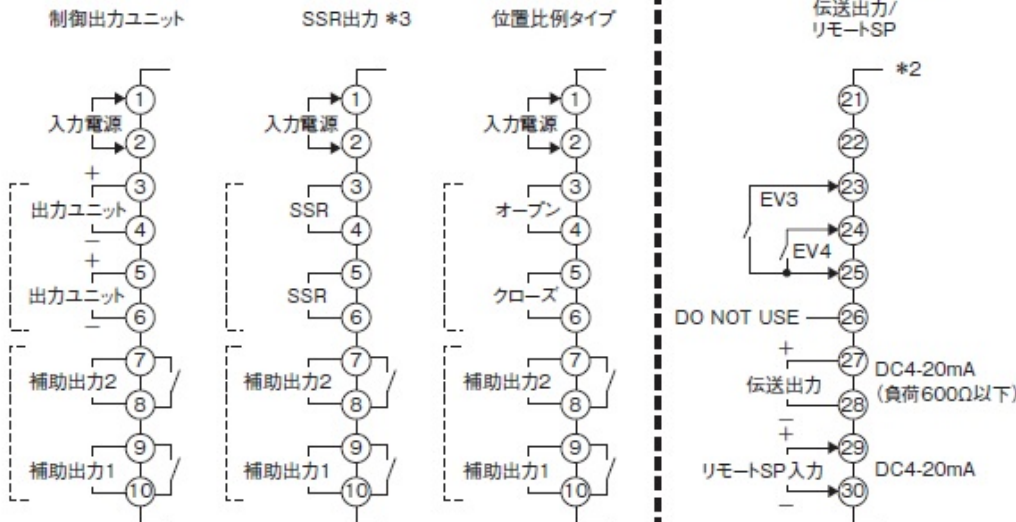 制御出力ユニット
入力電源
1
2
+
出力ユニット
3
4
−
+
出力ユニット
5
6
−
補助出力2
7
8
補助出力1
9
10
SSR出力 *3
入力電源
1
2
SSR
3
4
SSR
5
6
補助出力2
7
8
補助出力1
9
10
位置比例タイプ
入力電源
1
2
オープン
3
4
クローズ
5
6
補助出力2
7
8
補助出力1
9
10
伝送出力/
リモートSP
*2
21
22
EV3
23
24
EV4
25
DO NOT USE
26
+
伝送出力
27
28
−
DC4-20mA
(負荷600Ω以下)
+
リモートSP入力
29
30
−
DC4-20mA